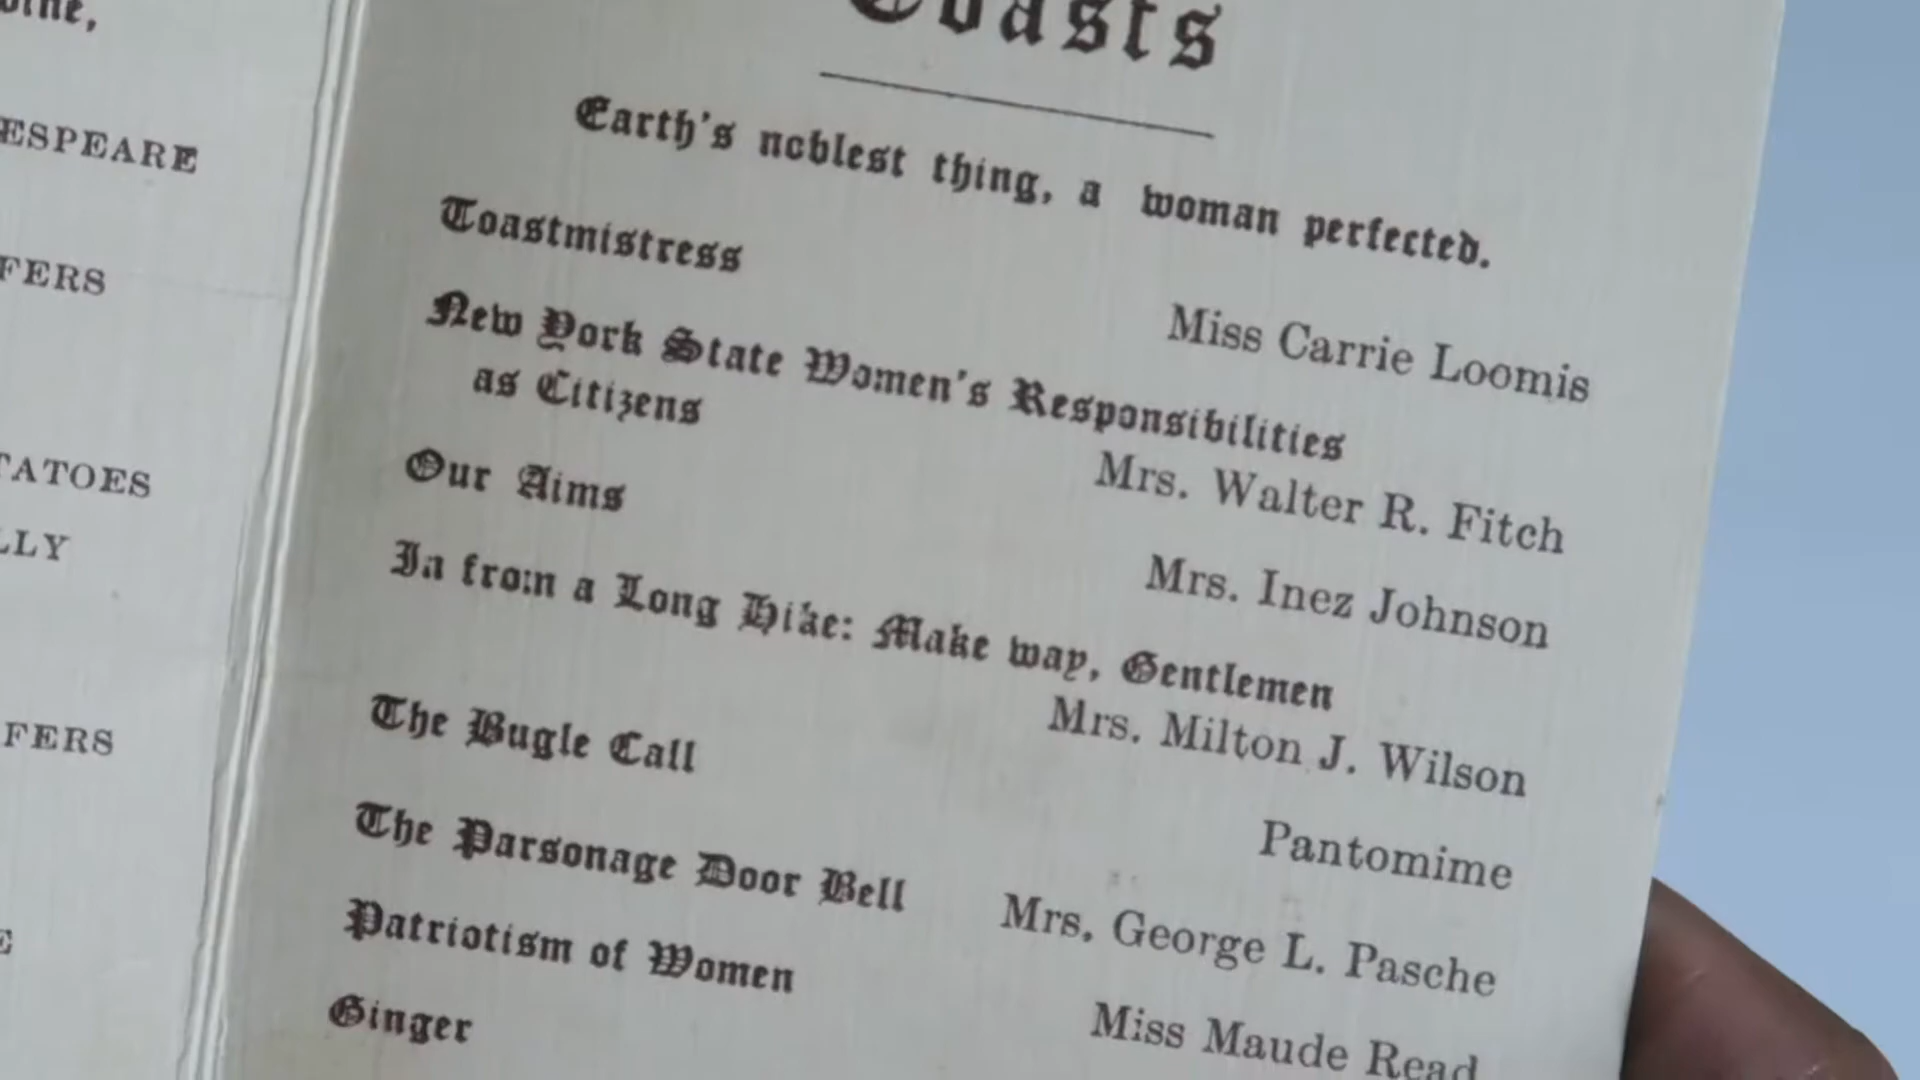 ESPEARE
FERS
TATOES
LLY
FERS
Toasts
Earth's noblest thing, a woman perfected.
Toastmistress
Miss Carrie Loomis
New York State Women's Responsibilities
as Citizens
Mrs. Walter R. Fitch
Our Aims
Mrs. Inez Johnson
In from a Long Hike: Make way, Gentlemen
Mrs. Milton J. Wilson
The Bugle Call
Pantomime
The Parsonage Door Bell
Mrs. George L. Pasche
Patriotism of Women
Miss Maude Read
Ginger